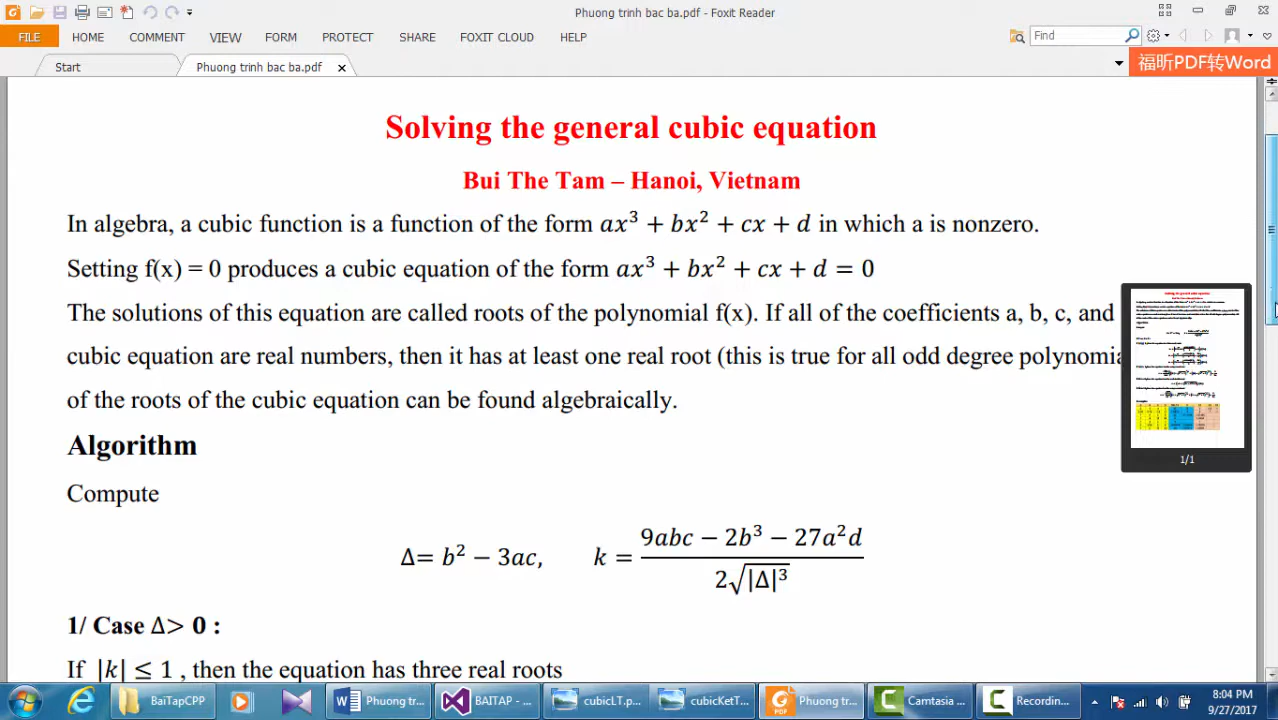 Phuong trinh bac ba.pdf - Foxit Reader
FILE HOME COMMENT VIEW FORM PROTECT SHARE FOXIT CLOUD HELP Find
Start Phuong trinh bac ba.pdf 福昕PDF转Word
Solving the general cubic equation
Bui The Tam – Hanoi, Vietnam
In algebra, a cubic function is a function of the form ax³ + bx² + cx + d in which a is nonzero.
Setting f(x) = 0 produces a cubic equation of the form ax³ + bx² + cx + d = 0
The solutions of this equation are called roots of the polynomial f(x). If all of the coefficients a, b, c, and
cubic equation are real numbers, then it has at least one real root (this is true for all odd degree polynomia
of the roots of the cubic equation can be found algebraically.
1/1
Algorithm
Compute
Δ= b² − 3ac, k = (9abc − 2b³ − 27a²d) / (2√|Δ|³)
1/ Case Δ> 0 :
If |k| ≤ 1 , then the equation has three real roots
BaiTapCPP Phuong tr... BAITAP - ... cubicLT.p... cubicKetT... Phuong tr... Camtasia ... Recordin... 8:04 PM
9/27/2017